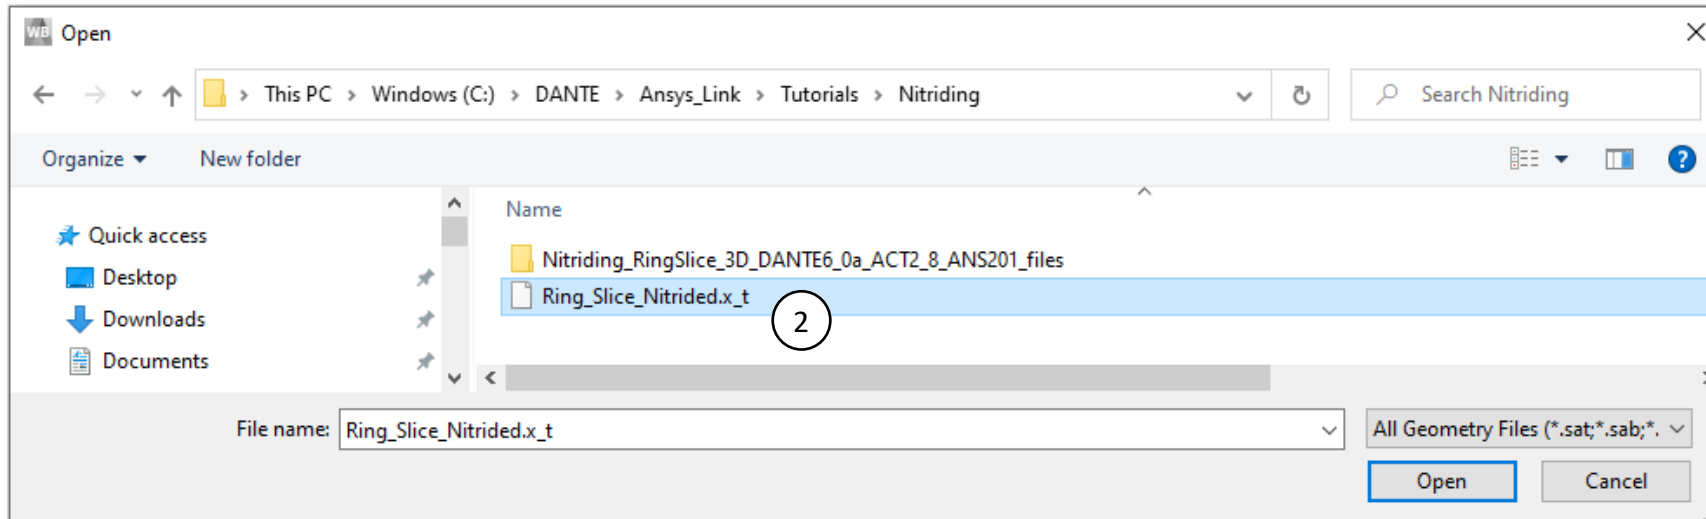 WB Open
This PC > Windows (C:) > DANTE > Ansys_Link > Tutorials > Nitriding
Search Nitriding
Organize New folder
?
Name
Quick access
Desktop
Downloads
Documents
Nitriding_RingSlice_3D_DANTE6_0a_ACT2_8_ANS201_files
Ring_Slice_Nitrided.x_t
2
File name: Ring_Slice_Nitrided.x_t
All Geometry Files (*.sat;*.sab;*.
Open Cancel